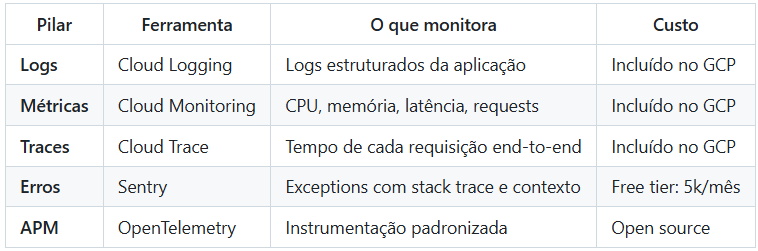 Pilar Ferramenta O que monitora Custo
Logs Cloud Logging Logs estruturados da aplicação Incluído no GCP
Métricas Cloud Monitoring CPU, memória, latência, requests Incluído no GCP
Traces Cloud Trace Tempo de cada requisição end-to-end Incluído no GCP
Erros Sentry Exceptions com stack trace e contexto Free tier: 5k/mês
APM OpenTelemetry Instrumentação padronizada Open source